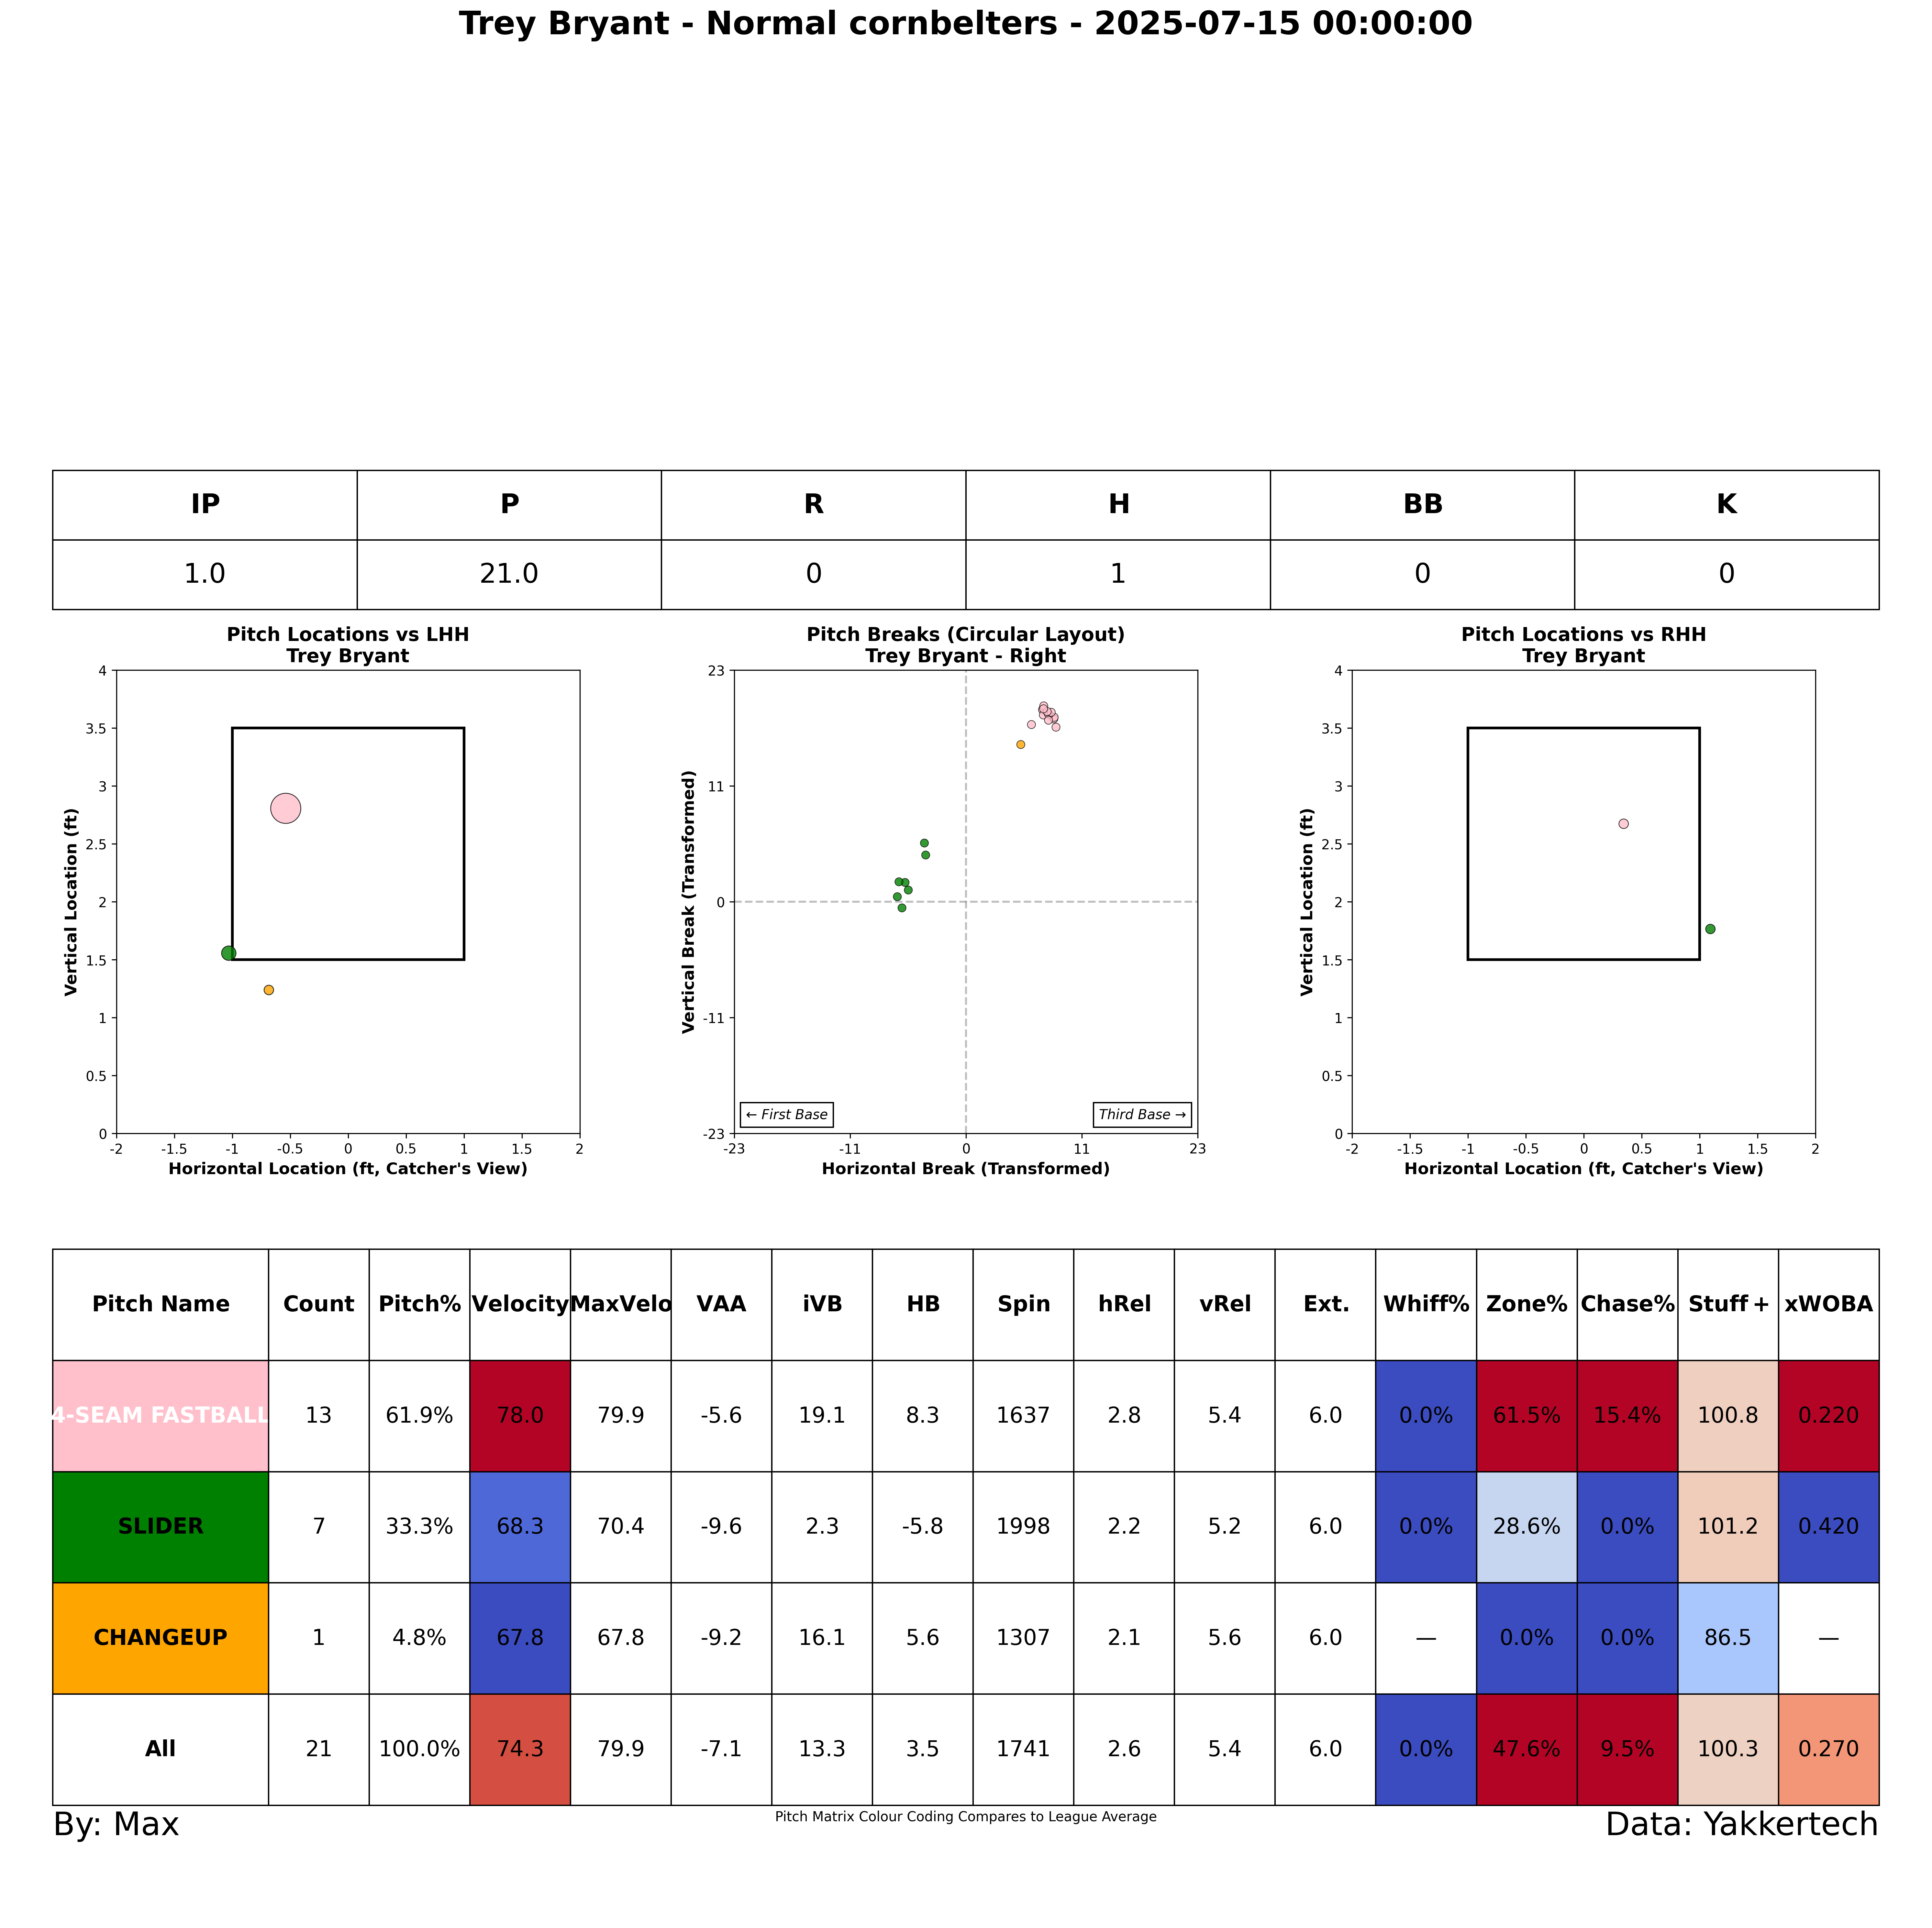 Trey Bryant - Normal cornbelters - 2025-07-15 00:00:00
IP P R H BB K
1.0 21.0 0 1 0 0
Pitch Locations vs LHH
Trey Bryant
4
3.5
3
2.5
2
1.5
1
0.5
0
-2 -1.5 -1 -0.5 0 0.5 1 1.5 2
Vertical Location (ft)
Horizontal Location (ft, Catcher's View)
Pitch Breaks (Circular Layout)
Trey Bryant - Right
23
11
0
-11
-23
-23 -11 0 11 23
← First Base
Third Base →
Vertical Break (Transformed)
Horizontal Break (Transformed)
Pitch Locations vs RHH
Trey Bryant
4
3.5
3
2.5
2
1.5
1
0.5
0
-2 -1.5 -1 -0.5 0 0.5 1 1.5 2
Vertical Location (ft)
Horizontal Location (ft, Catcher's View)
Pitch Name Count Pitch% Velocity MaxVelo VAA iVB HB Spin hRel vRel Ext. Whiff% Zone% Chase% Stuff+ xWOBA
4-SEAM FASTBALL 13 61.9% 78.0 79.9 -5.6 19.1 8.3 1637 2.8 5.4 6.0 0.0% 61.5% 15.4% 100.8 0.220
SLIDER 7 33.3% 68.3 70.4 -9.6 2.3 -5.8 1998 2.2 5.2 6.0 0.0% 28.6% 0.0% 101.2 0.420
CHANGEUP 1 4.8% 67.8 67.8 -9.2 16.1 5.6 1307 2.1 5.6 6.0 — 0.0% 0.0% 86.5 —
All 21 100.0% 74.3 79.9 -7.1 13.3 3.5 1741 2.6 5.4 6.0 0.0% 47.6% 9.5% 100.3 0.270
By: Max
Pitch Matrix Colour Coding Compares to League Average
Data: Yakkertech